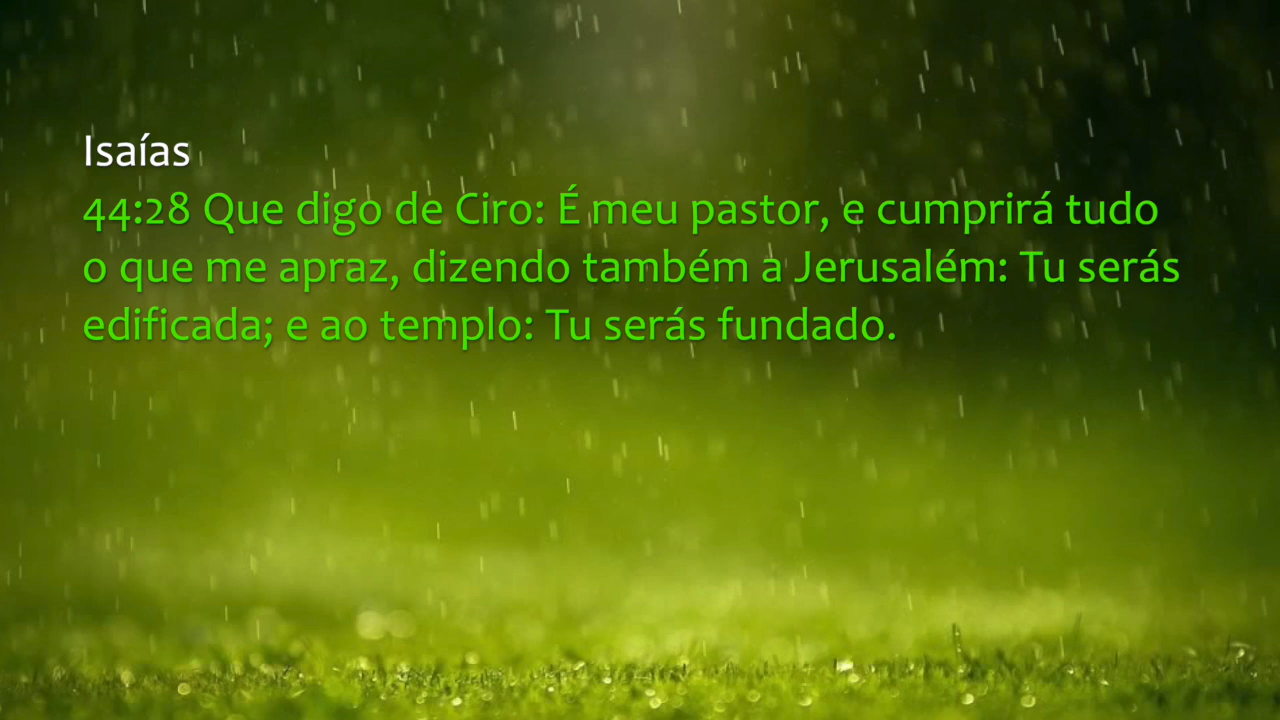 Isaías
44:28 Que digo de Ciro: É meu pastor, e cumprirá tudo
o que me apraz, dizendo também a Jerusalém: Tu serás
edificada; e ao templo: Tu serás fundado.